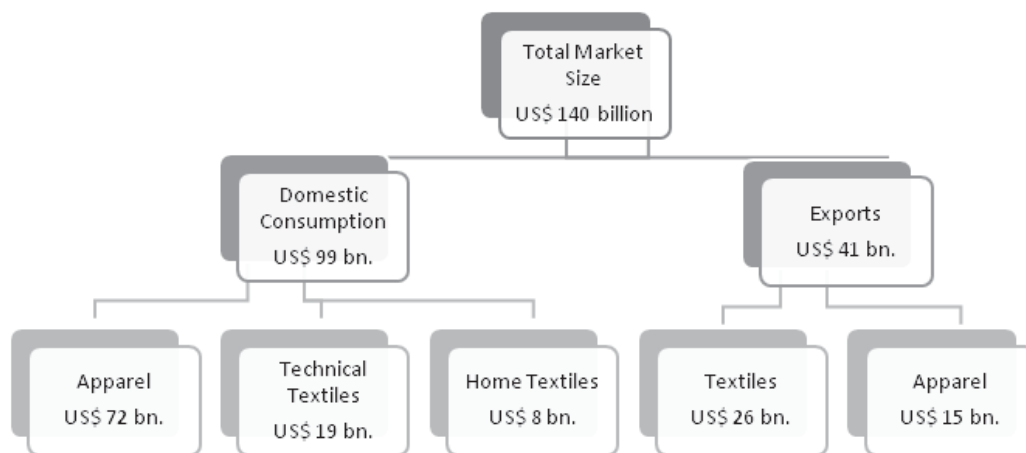 Total Market
Size
US$ 140 billion
Domestic
Consumption
US$ 99 bn.
Exports
US$ 41 bn.
Apparel
US$ 72 bn.
Technical
Textiles
US$ 19 bn.
Home Textiles
US$ 8 bn.
Textiles
US$ 26 bn.
Apparel
US$ 15 bn.